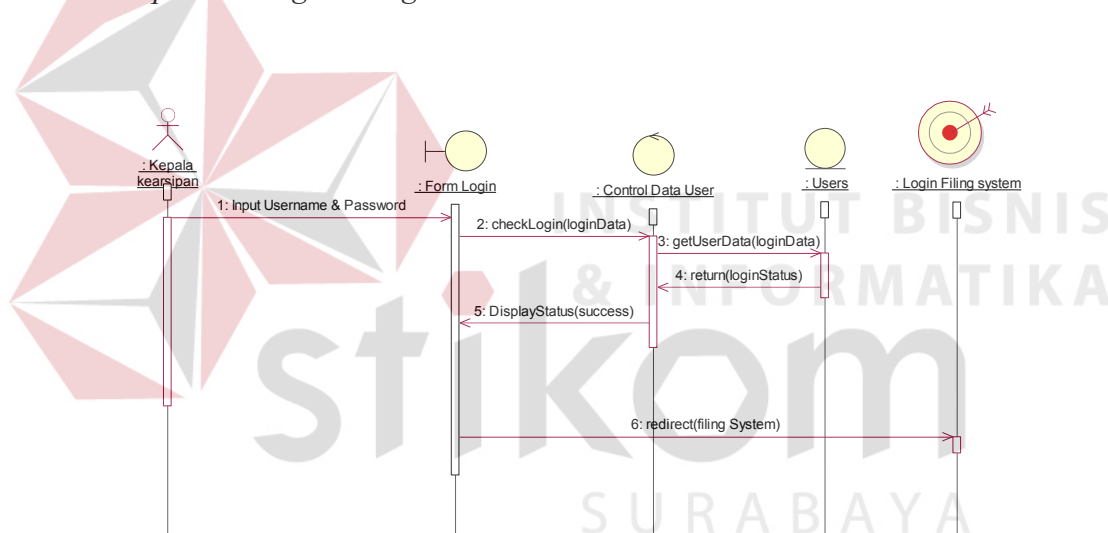 : Kepala
kearsipan
: Form Login
: Control Data User
: Users
: Login Filing system
1: Input Username & Password
2: checkLogin(loginData)
3: getUserData(loginData)
4: return(loginStatus)
5: DisplayStatus(success)
6: redirect(filing System)
INSTITUT BISNIS
& INFORMATIKA
stikom
SURABAYA